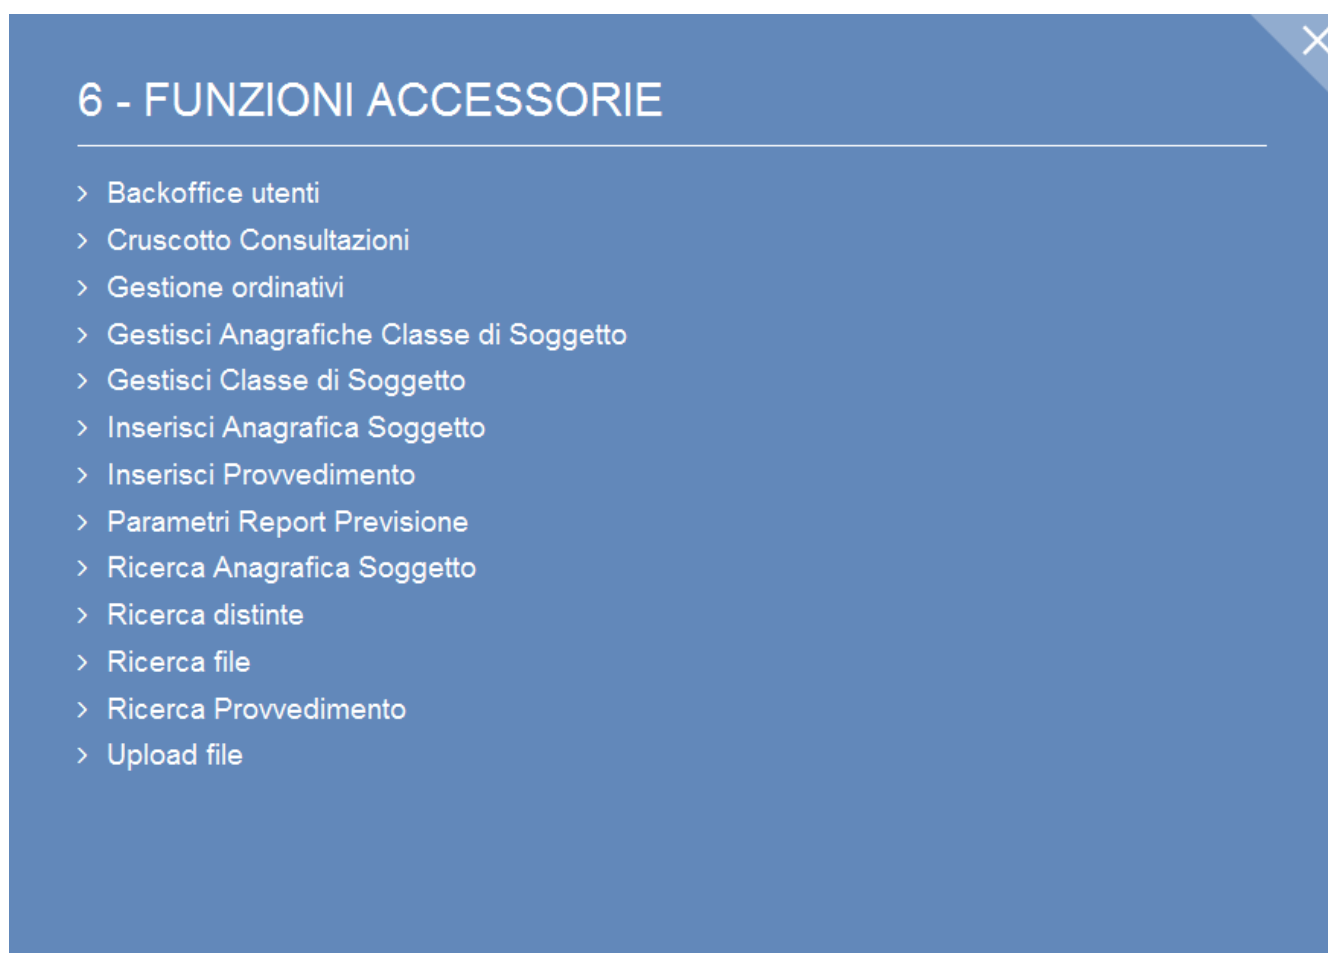 6 - FUNZIONI ACCESSORIE
Backoffice utenti
Cruscotto Consultazioni
Gestione ordinativi
Gestisci Anagrafiche Classe di Soggetto
Gestisci Classe di Soggetto
Inserisci Anagrafica Soggetto
Inserisci Provvedimento
Parametri Report Previsione
Ricerca Anagrafica Soggetto
Ricerca distinte
Ricerca file
Ricerca Provvedimento
Upload file